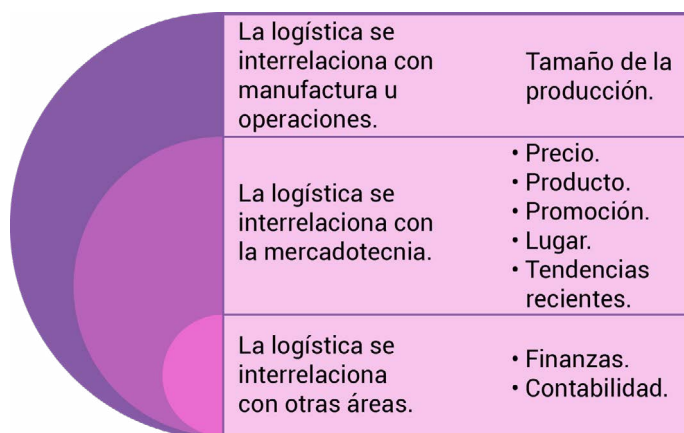 La logística se
interrelaciona con
manufactura u
operaciones.
Tamaño de la
producción.
La logística se
interrelaciona con
la mercadotecnia.
• Precio.
• Producto.
• Promoción.
• Lugar.
• Tendencias
recientes.
La logística se
interrelaciona
con otras áreas.
• Finanzas.
• Contabilidad.